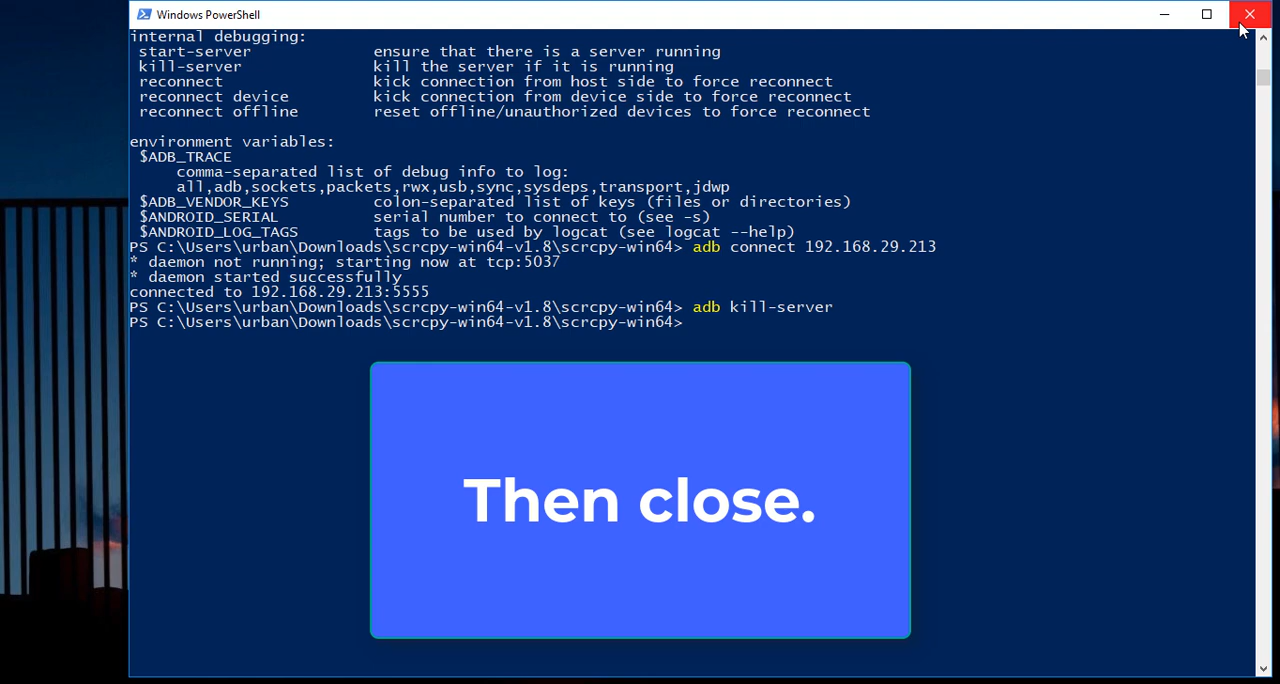 Windows PowerShell
internal debugging:
 start-server             ensure that there is a server running
 kill-server              kill the server if it is running
 reconnect                kick connection from host side to force reconnect
 reconnect device         kick connection from device side to force reconnect
 reconnect offline        reset offline/unauthorized devices to force reconnect
environment variables:
 $ADB_TRACE
     comma-separated list of debug info to log:
     all,adb,sockets,packets,rwx,usb,sync,sysdeps,transport,jdwp
 $ADB_VENDOR_KEYS         colon-separated list of keys (files or directories)
 $ANDROID_SERIAL          serial number to connect to (see -s)
 $ANDROID_LOG_TAGS        tags to be used by logcat (see logcat --help)
PS C:\Users\urban\Downloads\scrcpy-win64-v1.8\scrcpy-win64> adb connect 192.168.29.213
* daemon not running; starting now at tcp:5037
* daemon started successfully
connected to 192.168.29.213:5555
PS C:\Users\urban\Downloads\scrcpy-win64-v1.8\scrcpy-win64> adb kill-server
PS C:\Users\urban\Downloads\scrcpy-win64-v1.8\scrcpy-win64>
Then close.